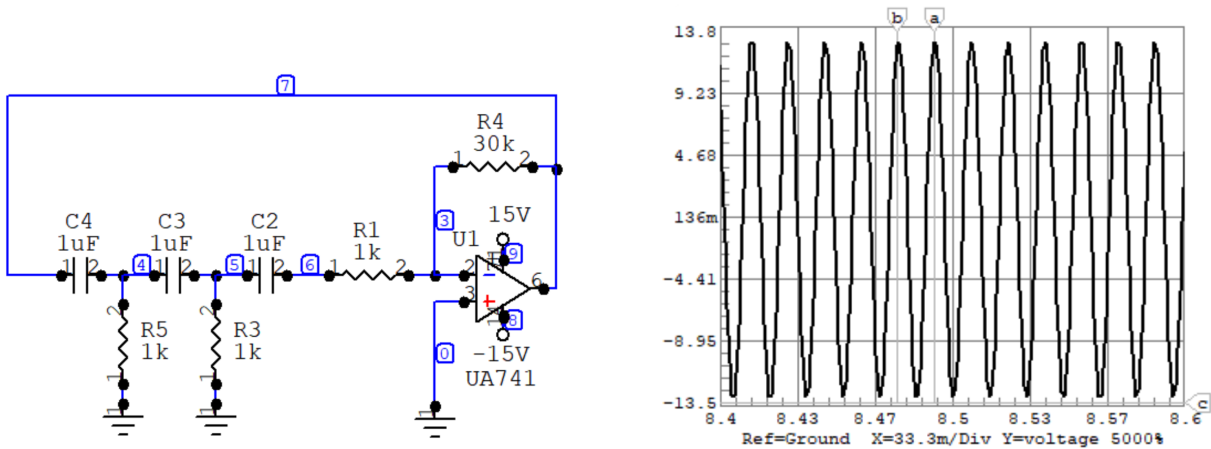 7
R4
30k
1
2
C4
C3
C2
R1
1uF
1uF
1uF
1k
3
U1
15V
9
1
2
4
1
2
5
1
2
6
1
2
2
6
3
8
2
2
R5
R3
1k
1k
0
-15V
UA741
1
1
1
1
1
b
a
13.8
9.23
4.68
136m
-4.41
-8.95
-13.5
c
8.4
8.43
8.47
8.5
8.53
8.57
8.6
Ref=Ground X=33.3m/Div Y=voltage 5000%